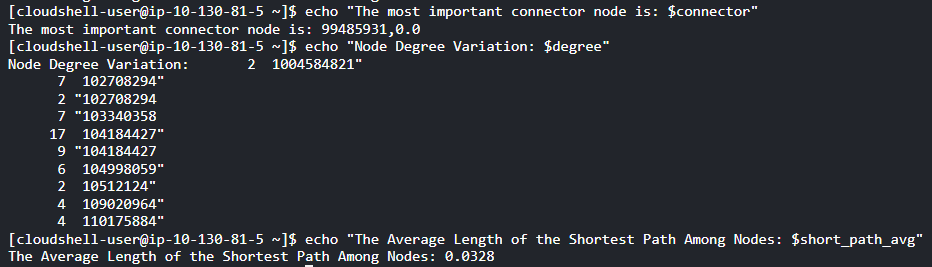 [cloudshell-user@ip-10-130-81-5 ~]$ echo "The most important connector node is: $connector"
The most important connector node is: 99485931,0.0
[cloudshell-user@ip-10-130-81-5 ~]$ echo "Node Degree Variation: $degree"
Node Degree Variation:       2  1004584821"
      7  102708294"
      2 "102708294
      7 "103340358
     17  104184427"
      9 "104184427
      6  104998059"
      2  10512124"
      4  109020964"
      4  110175884"
[cloudshell-user@ip-10-130-81-5 ~]$ echo "The Average Length of the Shortest Path Among Nodes: $short_path_avg"
The Average Length of the Shortest Path Among Nodes: 0.0328